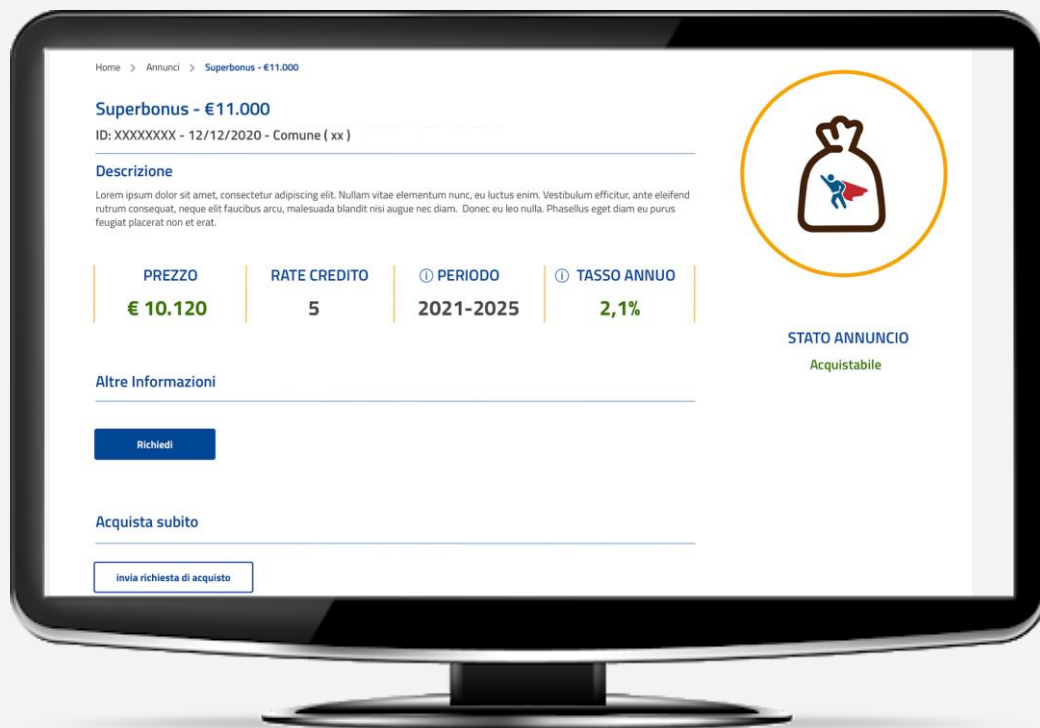 Home > Annunci > Superbonus - €11.000
Superbonus - €11.000
ID: XXXXXXXX - 12/12/2020 - Comune ( xx )
Descrizione
Lorem ipsum dolor sit amet, consectetur adipiscing elit. Nullam vitae elementum nunc, eu luctus enim. Vestibulum efficitur, ante eleifend
rutrum consequat, neque elit faucibus arcu, malesuada blandit nisi augue nec diam. Donec eu leo nulla. Phasellus eget diam eu purus
feugiat placerat non et erat.
PREZZO
€ 10.120
RATE CREDITO
5
ⓘ PERIODO
2021-2025
ⓘ TASSO ANNUO
2,1%
STATO ANNUNCIO
Acquistabile
Altre Informazioni
Richiedi
Acquista subito
invia richiesta di acquisto